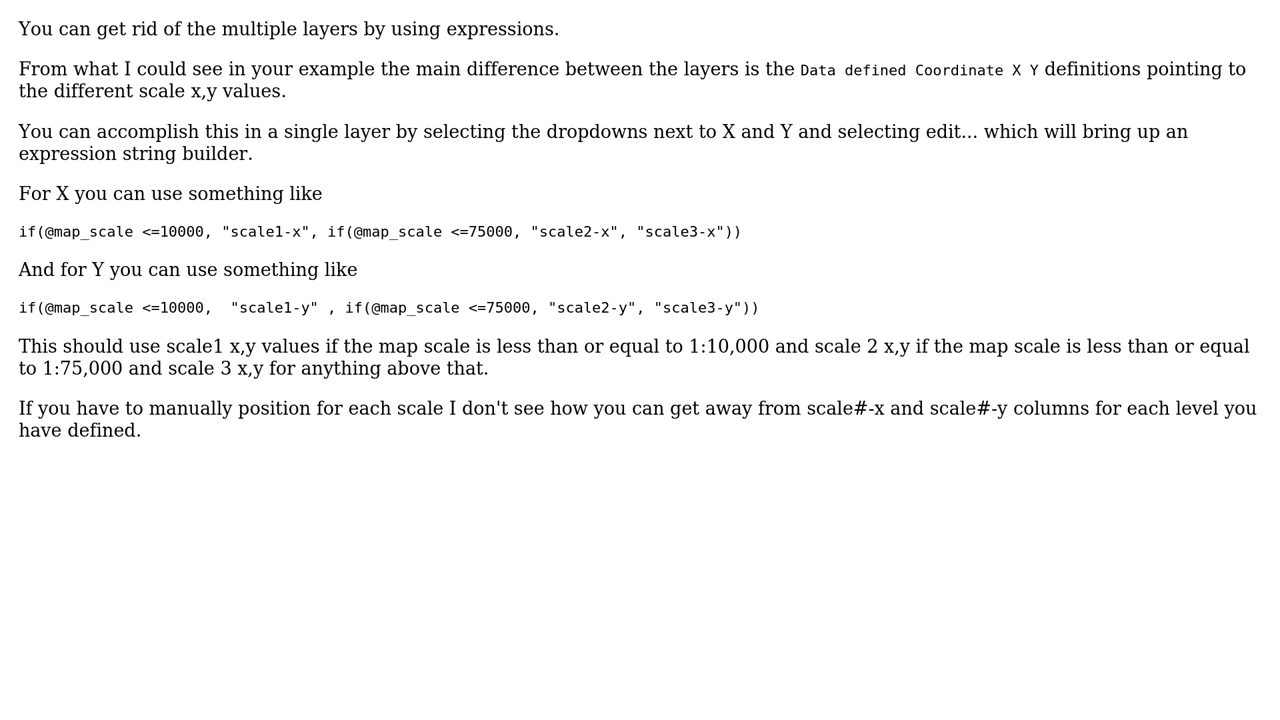 You can get rid of the multiple layers by using expressions.
From what I could see in your example the main difference between the layers is the Data defined Coordinate X Y definitions pointing to
the different scale x,y values.
You can accomplish this in a single layer by selecting the dropdowns next to X and Y and selecting edit... which will bring up an
expression string builder.
For X you can use something like
if(@map_scale <=10000, "scale1-x", if(@map_scale <=75000, "scale2-x", "scale3-x"))
And for Y you can use something like
if(@map_scale <=10000,  "scale1-y" , if(@map_scale <=75000, "scale2-y", "scale3-y"))
This should use scale1 x,y values if the map scale is less than or equal to 1:10,000 and scale 2 x,y if the map scale is less than or equal
to 1:75,000 and scale 3 x,y for anything above that.
If you have to manually position for each scale I don't see how you can get away from scale#-x and scale#-y columns for each level you
have defined.